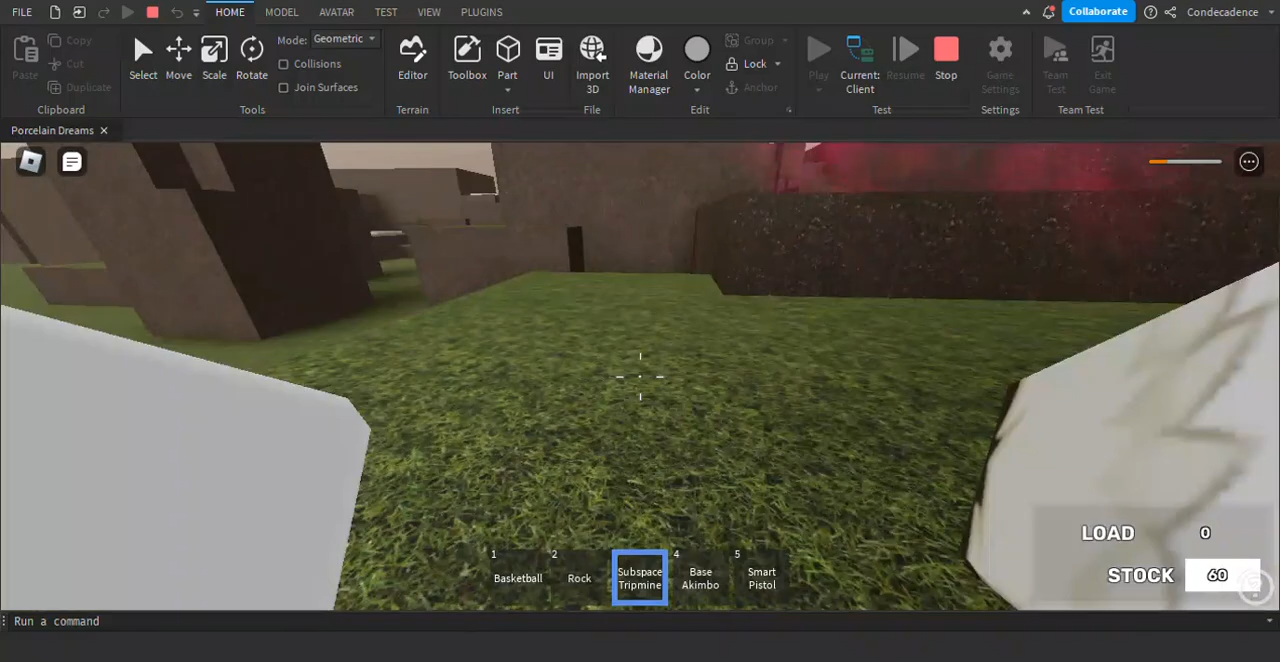 FILE HOME MODEL AVATAR TEST VIEW PLUGINS Collaborate Condecadence
Paste Copy Cut Duplicate Clipboard
Select Move Scale Rotate Mode: Geometric Collisions Join Surfaces Tools
Editor Terrain
Toolbox Part UI Insert
Import 3D File
Material Manager Color Group Lock Anchor Edit
Play Current: Client Resume Stop Test
Game Settings Settings
Team Test Exit Game Team Test
Porcelain Dreams
LOAD 0
STOCK 60
1 Basketball
2 Rock
Subspace Tripmine
4 Base Akimbo
5 Smart Pistol
Run a command